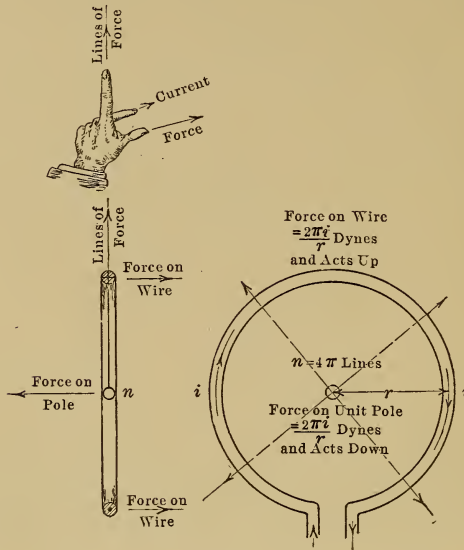 Lines of
Force
Current
Force
Lines of
Force
Force on
Wire
Force on
Pole
n
Force on
Wire
Force on Wire
=2πi/r Dynes
and Acts Up
n=4π Lines
i
r
i
Force on Unit Pole
=2πi/r Dynes
and Acts Down